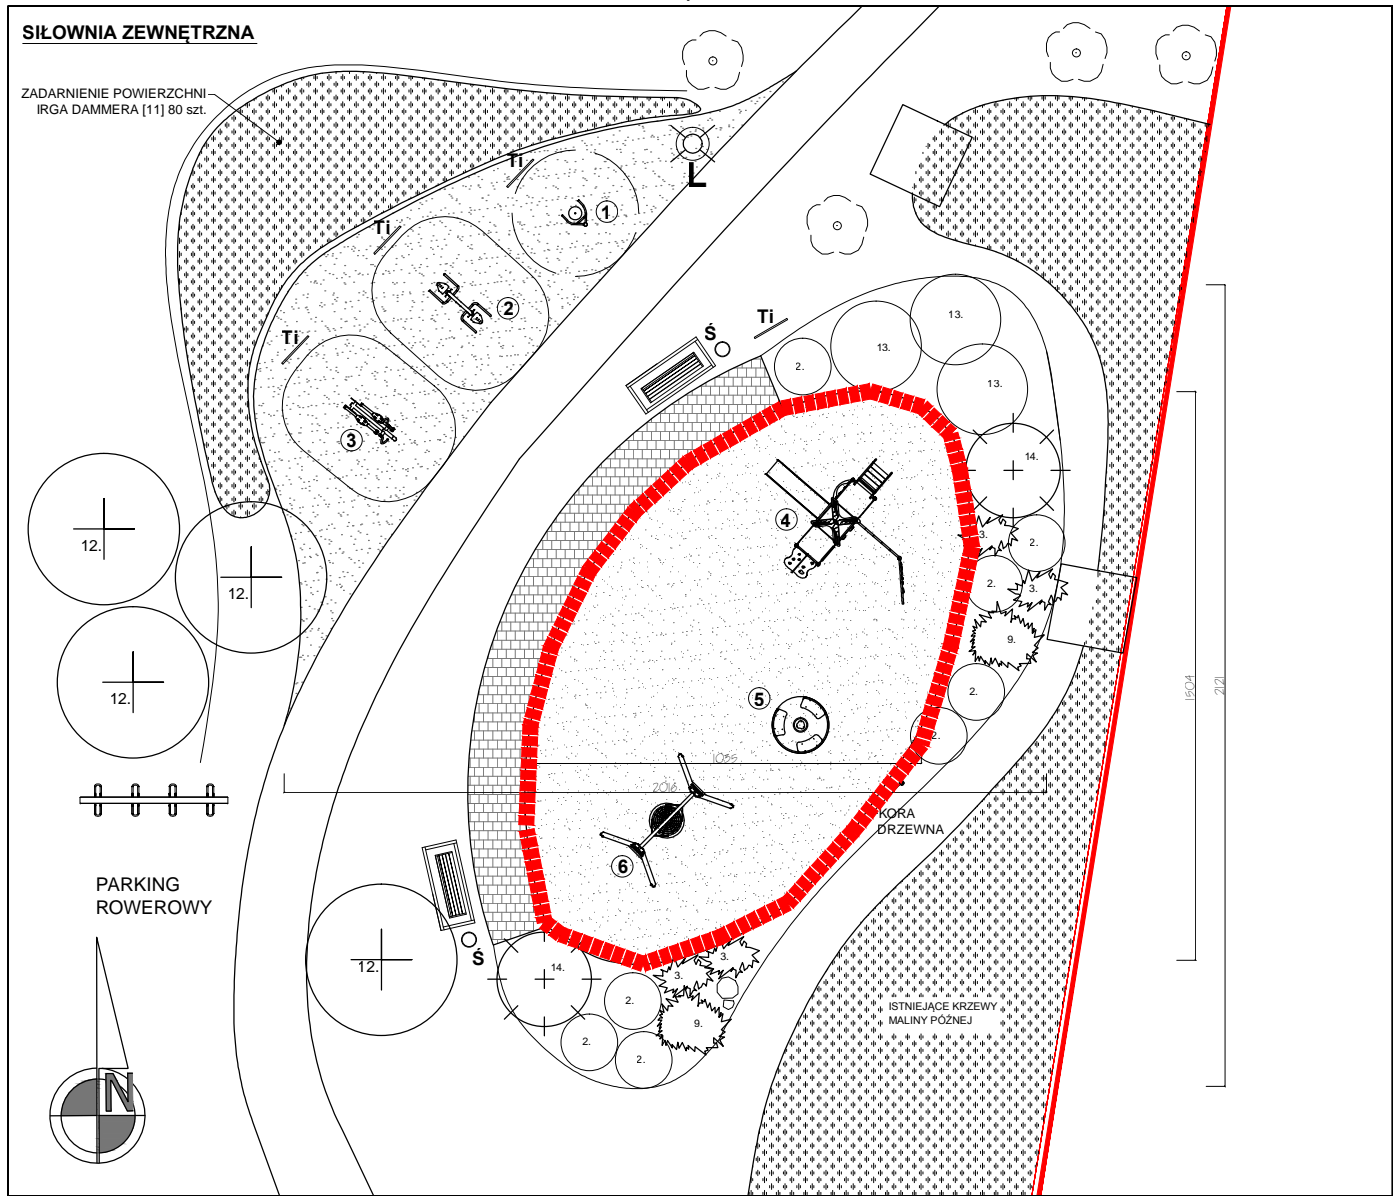 SIŁOWNIA ZEWNĘTRZNA
ZADARNIENIE POWIERZCHNI
IRGA DAMMERA [11] 80 szt.
Ti
1
L
Ti
2
Ti
3
Ś
Ti
13.
13.
2.
13.
14.
4
3.
2.
2.
3.
9.
2.
2.
12.
12.
12.
5
1055
2016
1504
2121
KORA
DRZEWNA
6
PARKING
ROWEROWY
12.
Ś
14.
3.
3.
2.
9.
2.
2.
ISTNIEJĄCE KRZEWY
MALINY PÓŹNEJ
N